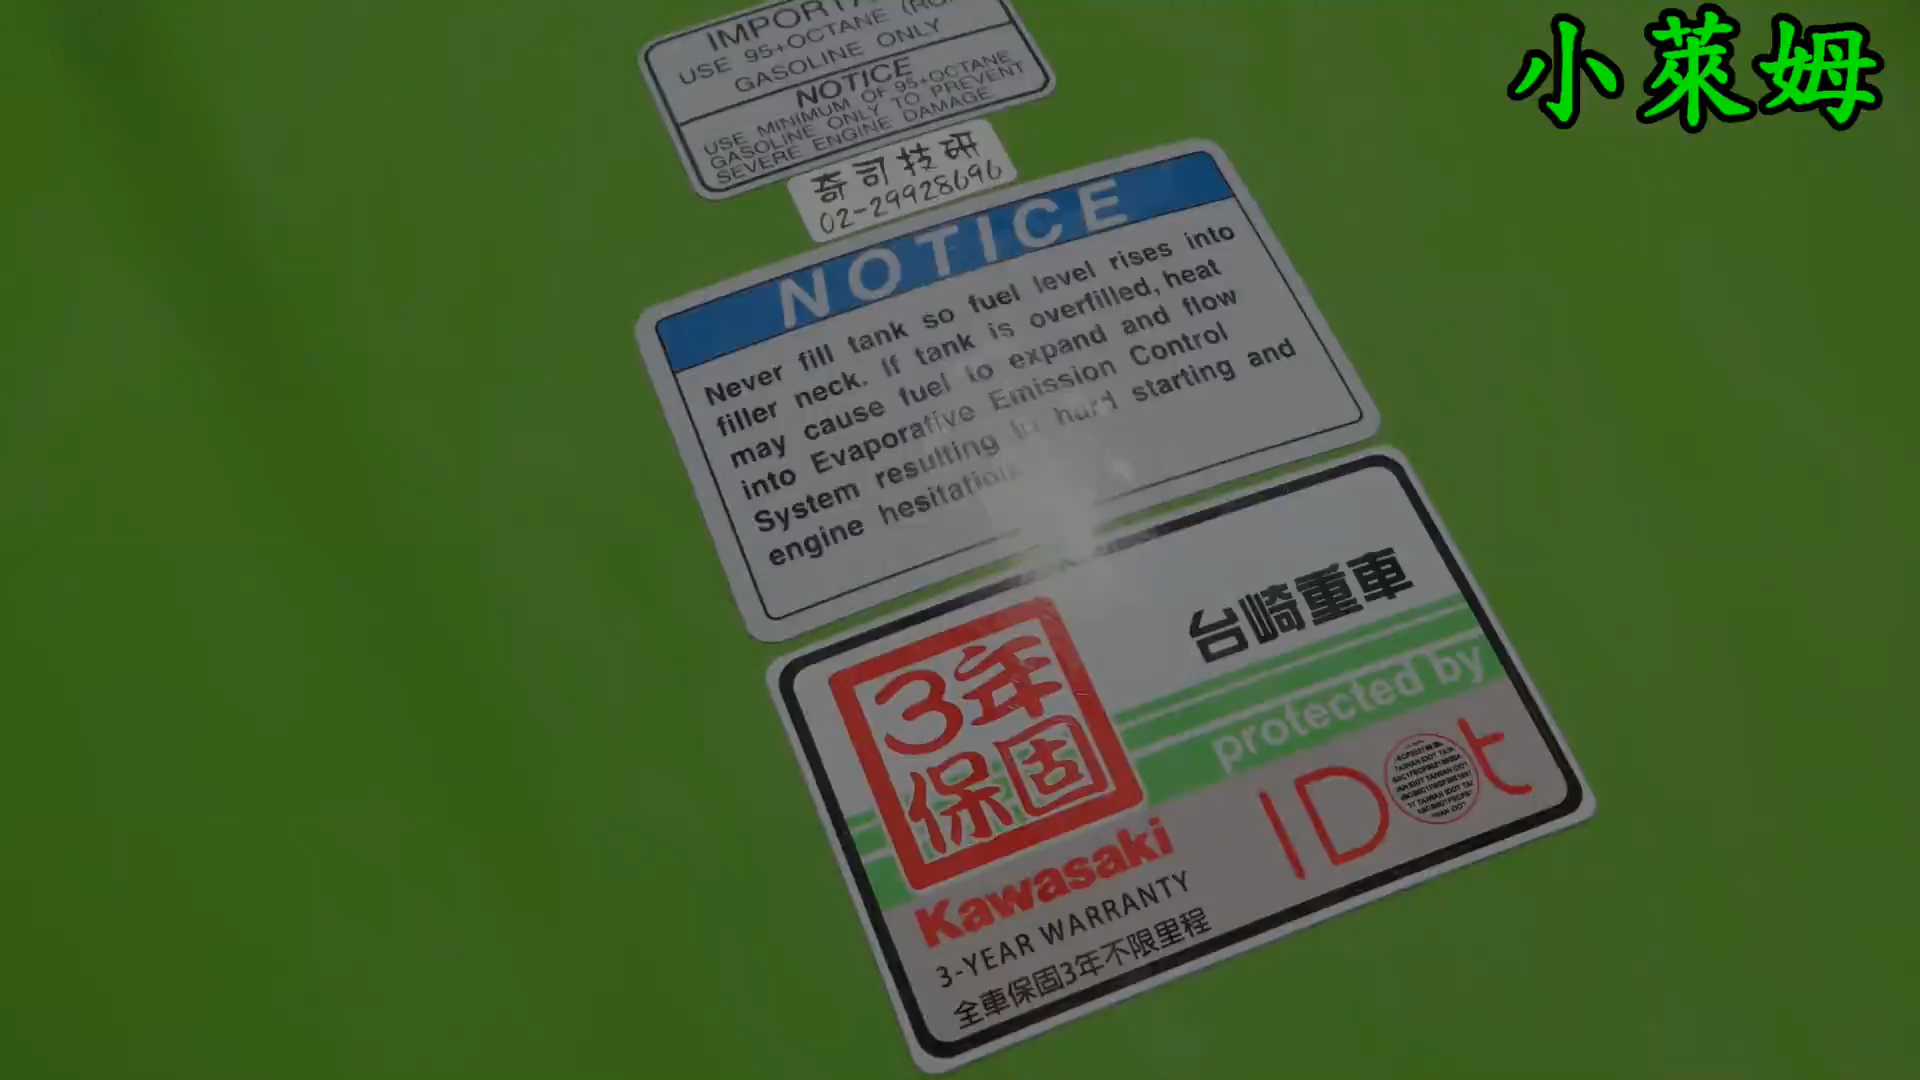 小萊姆
USE 95+OCTANE
GASOLINE ONLY
NOTICE
USE MINIMUM OF 95+OCTANE
GASOLINE ONLY TO PREVENT
SEVERE ENGINE DAMAGE.
奇司技研
02-29928696
NOTICE
Never fill tank so fuel level rises into
filler neck. If tank is overfilled, heat
may cause fuel to expand and flow
into Evaporative Emission Control
System resulting in hard starting and
engine hesitation
台崎重車
3年
保固
protected by
IDot
Kawasaki
3-YEAR WARRANTY
全車保固3年不限里程